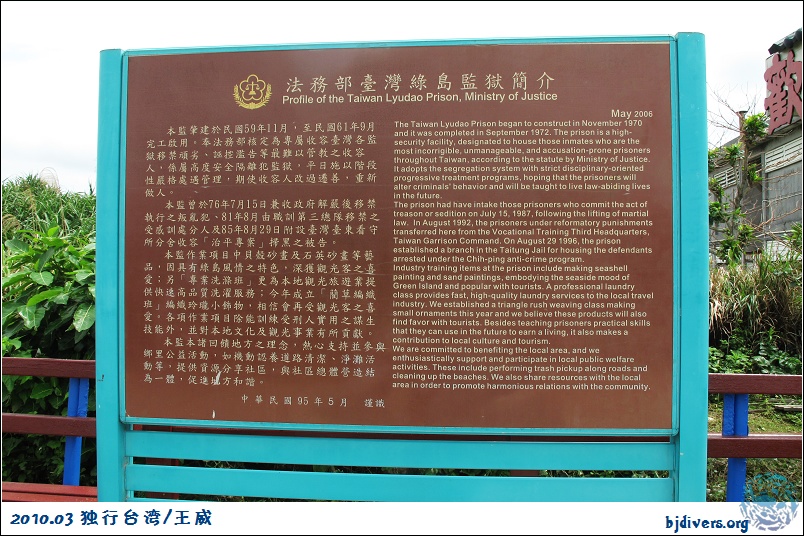 法務部臺灣綠島監獄簡介
Profile of the Taiwan Lyudao Prison, Ministry of Justice
本監肇建於民國59年11月，至民國61年9月
完工啟用，奉法務部核定為專屬收容臺灣各監
獄移禁頑劣、誣控濫告等最難以管教之收容
人，係屬高度安全隔離犯監獄，平日施以階段
性嚴格處遇管理，期使收容人改過遷善，重新
做人。
本監曾於76年7月15日兼收政府解嚴後移禁
執行之叛亂犯、81年8月由職訓第三總隊移禁之
受感訓處分人及85年8月29日附設臺灣臺東看守
所分舍收容「治平專案」掃黑之被告。
本監作業項目中貝殼砂畫及石英砂畫等藝
品，因具有綠島風情之特色，深獲觀光客之喜
愛；另「專業洗滌班」更為本地觀光旅遊業提
供快速高品質洗濯服務；今年成立「藺草編織
班」編織玲瓏小飾物，相信會再受觀光客之喜
愛。各項作業項目除能訓練受刑人實用之謀生
技能外，並對本地文化及觀光事業有所貢獻。
本監本諸回饋地方之理念，熱心支持並參與
鄉里公益活動，如機動認養道路清潔、淨灘活
動等，提供資源分享社區，與社區總體營造結
為一體，促進地方和諧。
中華民國95年5月 謹識
May 2006
The Taiwan Lyudao Prison began to construct in November 1970
and it was completed in September 1972. The prison is a high-
security facility, designated to house those inmates who are the
most incorrigible, unmanageable, and accusation-prone prisoners
throughout Taiwan, according to the statute by Ministry of Justice.
It adopts the segregation system with strict disciplinary-oriented
progressive treatment programs, hoping that the prisoners will
alter criminals' behavior and will be taught to live law-abiding lives
in the future.
The prison had have intake those prisoners who commit the act of
treason or sedition on July 15, 1987, following the lifting of martial
law. In August 1992, the prisoners under reformatory punishments
transferred here from the Vocational Training Third Headquarters,
Taiwan Garrison Command. On August 29 1996, the prison
established a branch in the Taitung Jail for housing the defendants
arrested under the Chih-ping anti-crime program.
Industry training items at the prison include making seashell
painting and sand paintings, embodying the seaside mood of
Green Island and popular with tourists. A professional laundry
class provides fast, high-quality laundry services to the local travel
industry. We established a triangle rush weaving class making
small ornaments this year and we believe these products will also
find favor with tourists. Besides teaching prisoners practical skills
that they can use in the future to earn a living, it also makes a
contribution to local culture and tourism.
We are committed to benefiting the local area, and we
enthusiastically support and participate in local public welfare
activities. These include performing trash pickup along roads and
cleaning up the beaches. We also share resources with the local
area in order to promote harmonious relations with the community.
2010.03 独行台湾/王威
bjdivers.org